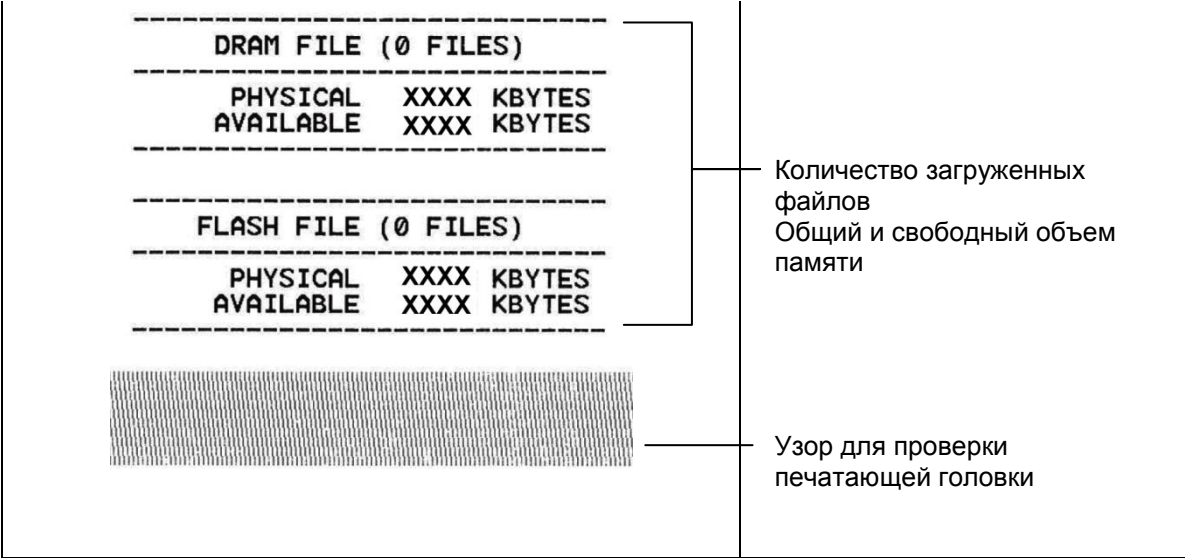 DRAM FILE (0 FILES)
PHYSICAL XXXX KBYTES
AVAILABLE XXXX KBYTES
FLASH FILE (0 FILES)
PHYSICAL XXXX KBYTES
AVAILABLE XXXX KBYTES
Количество загруженных
файлов
Общий и свободный объем
памяти
Узор для проверки
печатающей головки